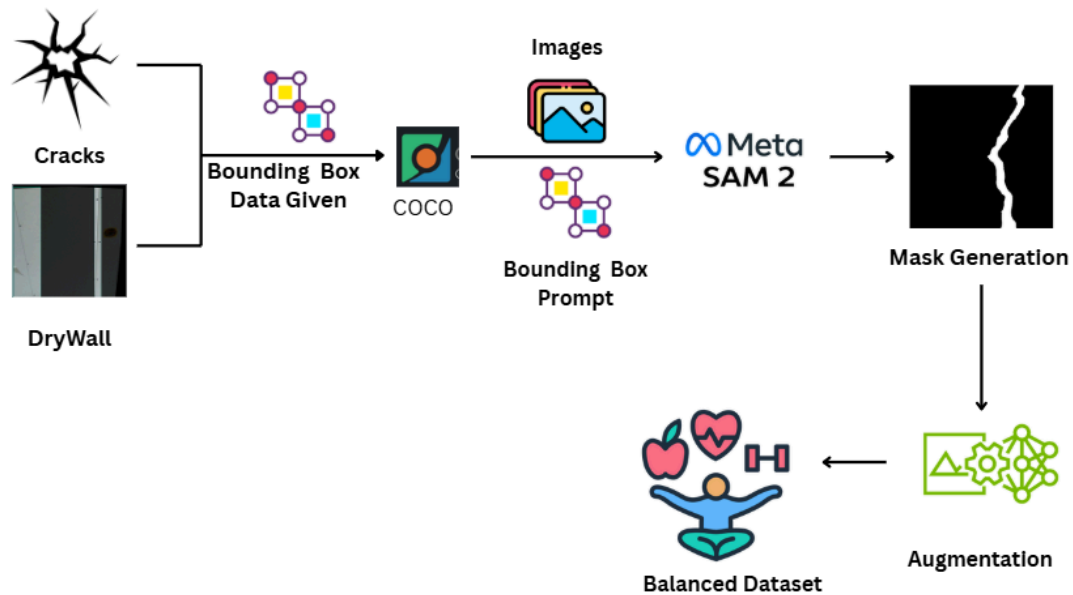 Images
Cracks
Bounding Box
Data Given
COCO
Meta
SAM 2
Bounding Box
Prompt
Mask Generation
DryWall
Augmentation
Balanced Dataset